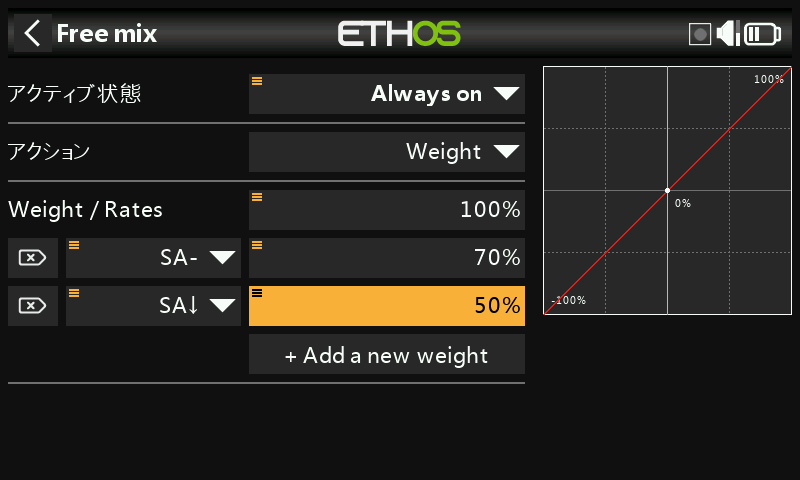 Free mix
ETHOS
アクティブ状態
Always on
アクション
Weight
Weight / Rates
100%
SA-
70%
SA↓
50%
+ Add a new weight
100%
0%
-100%